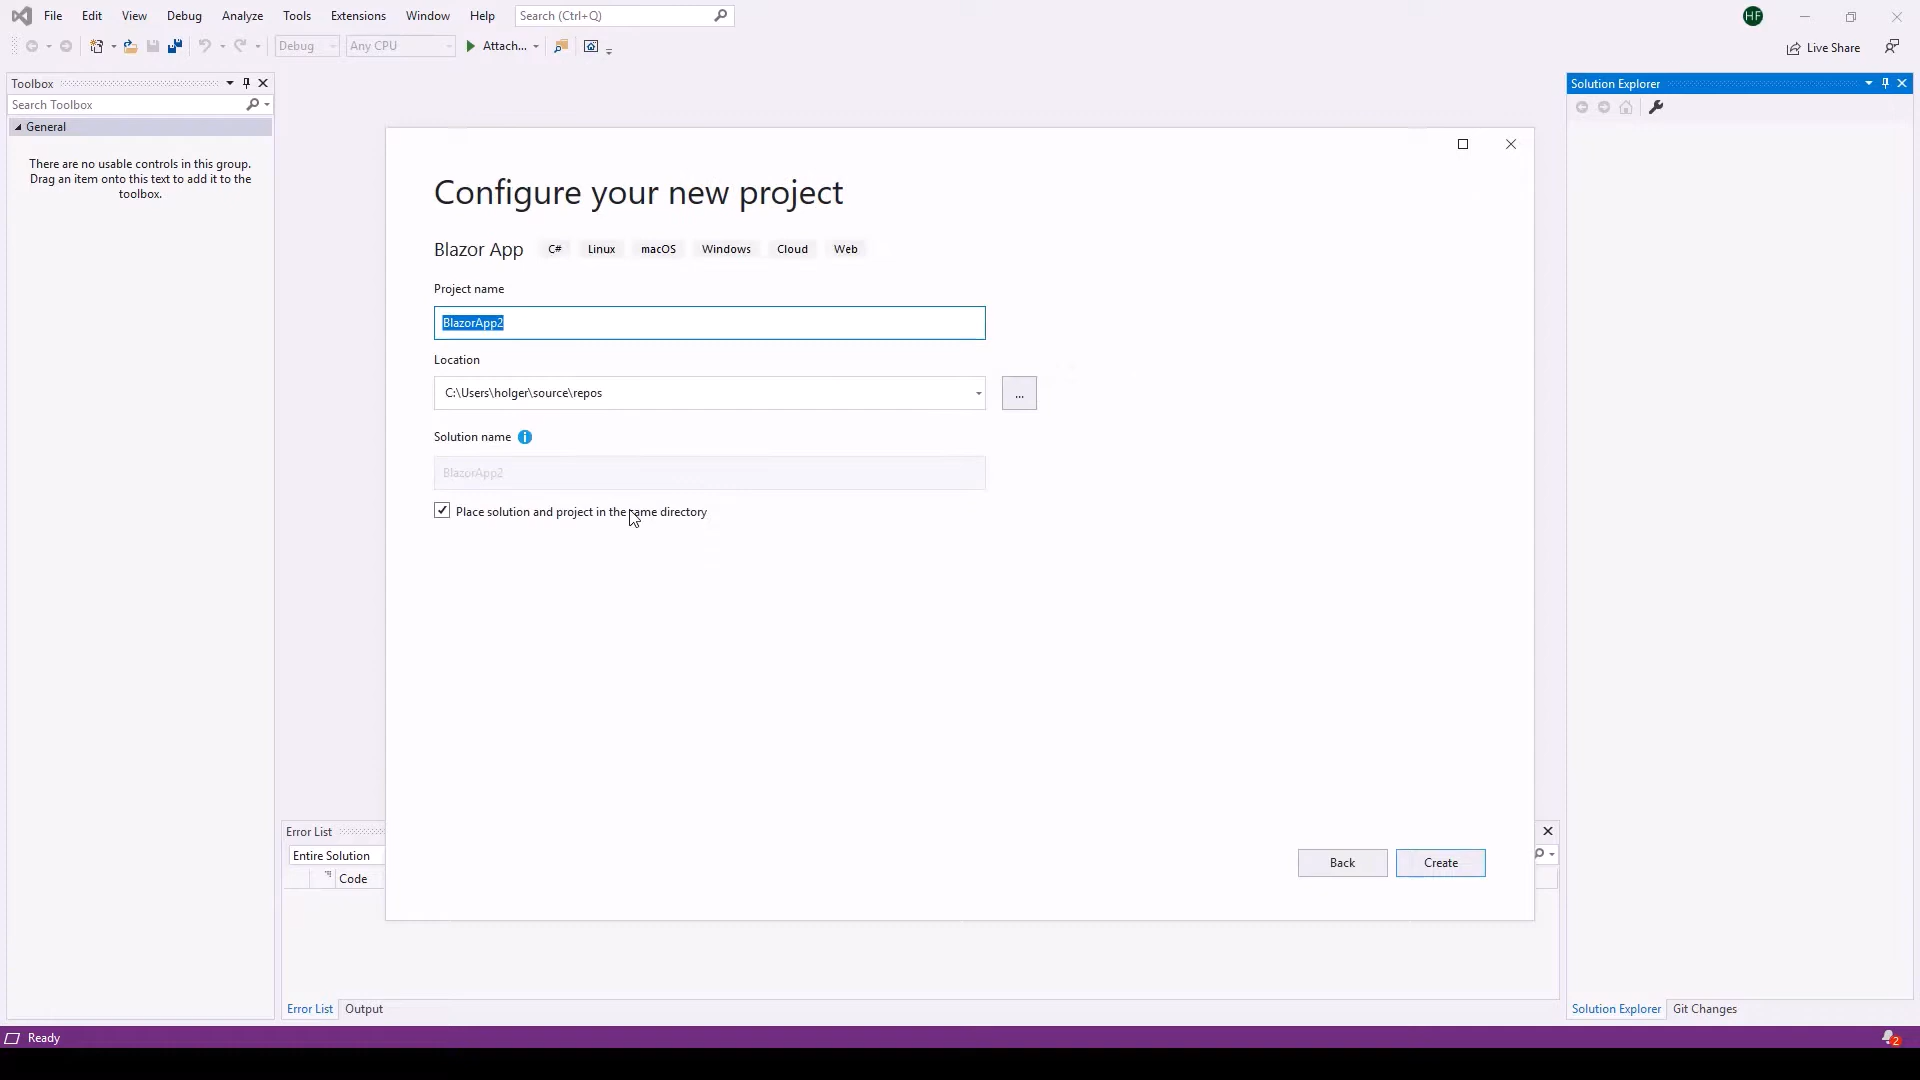 File Edit View Debug Analyze Tools Extensions Window Help Search (Ctrl+Q) HF
Debug Any CPU Attach... Live Share
Toolbox
Search Toolbox
General
There are no usable controls in this group.
Drag an item onto this text to add it to the
toolbox.
Solution Explorer
Configure your new project
Blazor App C# Linux macOS Windows Cloud Web
Project name
BlazorApp2
Location
C:\Users\holger\source\repos
...
Solution name
BlazorApp2
Place solution and project in the same directory
Back Create
Error List
Entire Solution
Code
Error List Output
Solution Explorer Git Changes
Ready
2